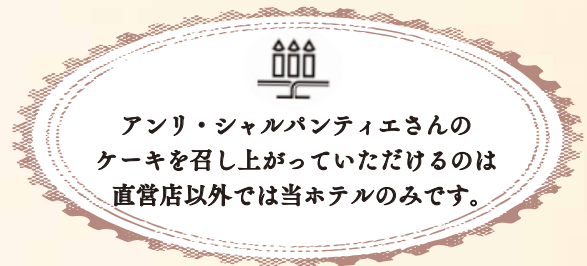 アンリ・シャルパンティエさんの
ケーキを召し上がっていただけるのは
直営店以外では当ホテルのみです。